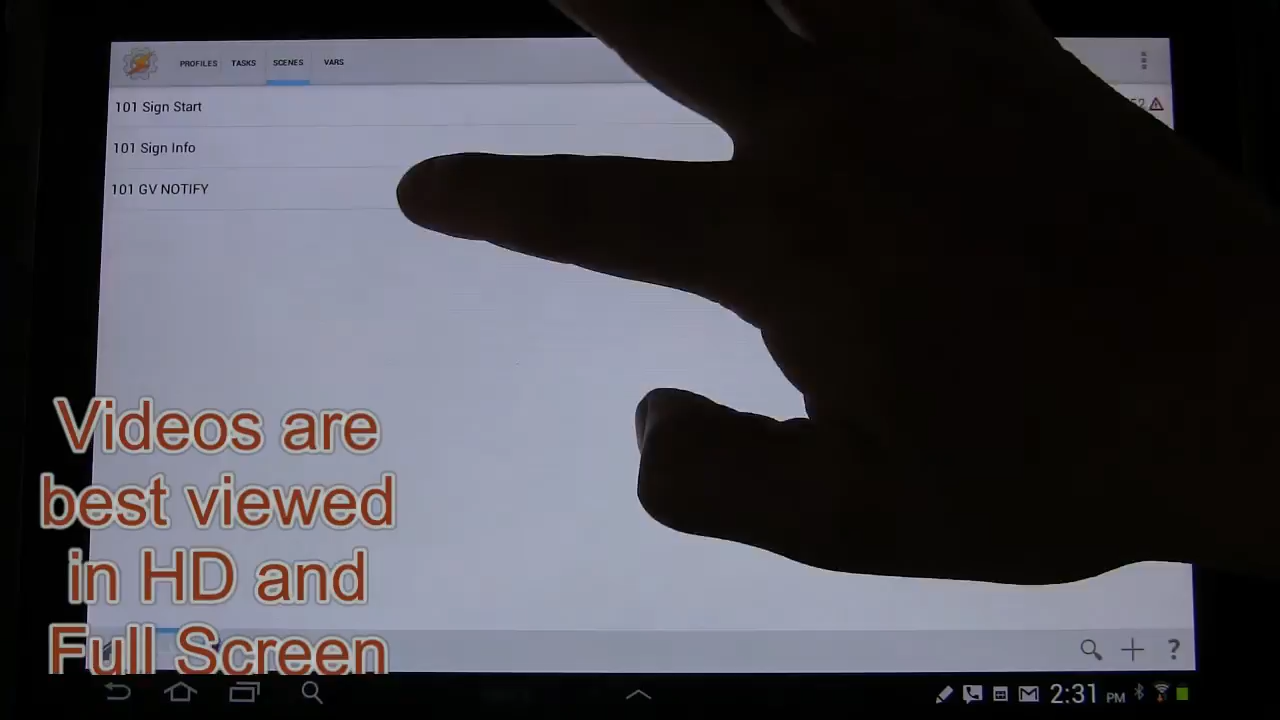 PROFILES TASKS SCENES VARS
101 Sign Start
101 Sign Info
101 GV NOTIFY
Videos are
best viewed
in HD and
Full Screen
?
2:31 PM